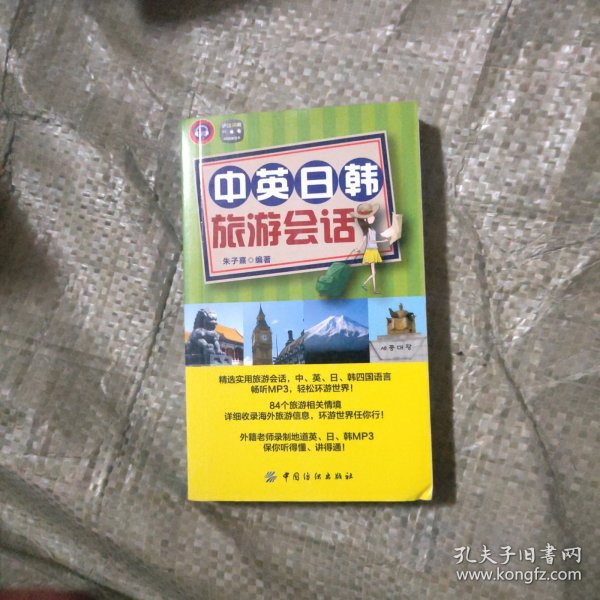 中英日韩
旅游会话
朱子熹 编著
세종대왕
精选实用旅游会话，中、英、日、韩四国语言
畅听MP3，轻松环游世界！
84个旅游相关情境
详细收录海外旅游信息，环游世界任你行！
外籍老师录制地道英、日、韩MP3
保你听得懂、讲得通！
中国纺织出版社
孔夫子旧书网
www.kongfz.com